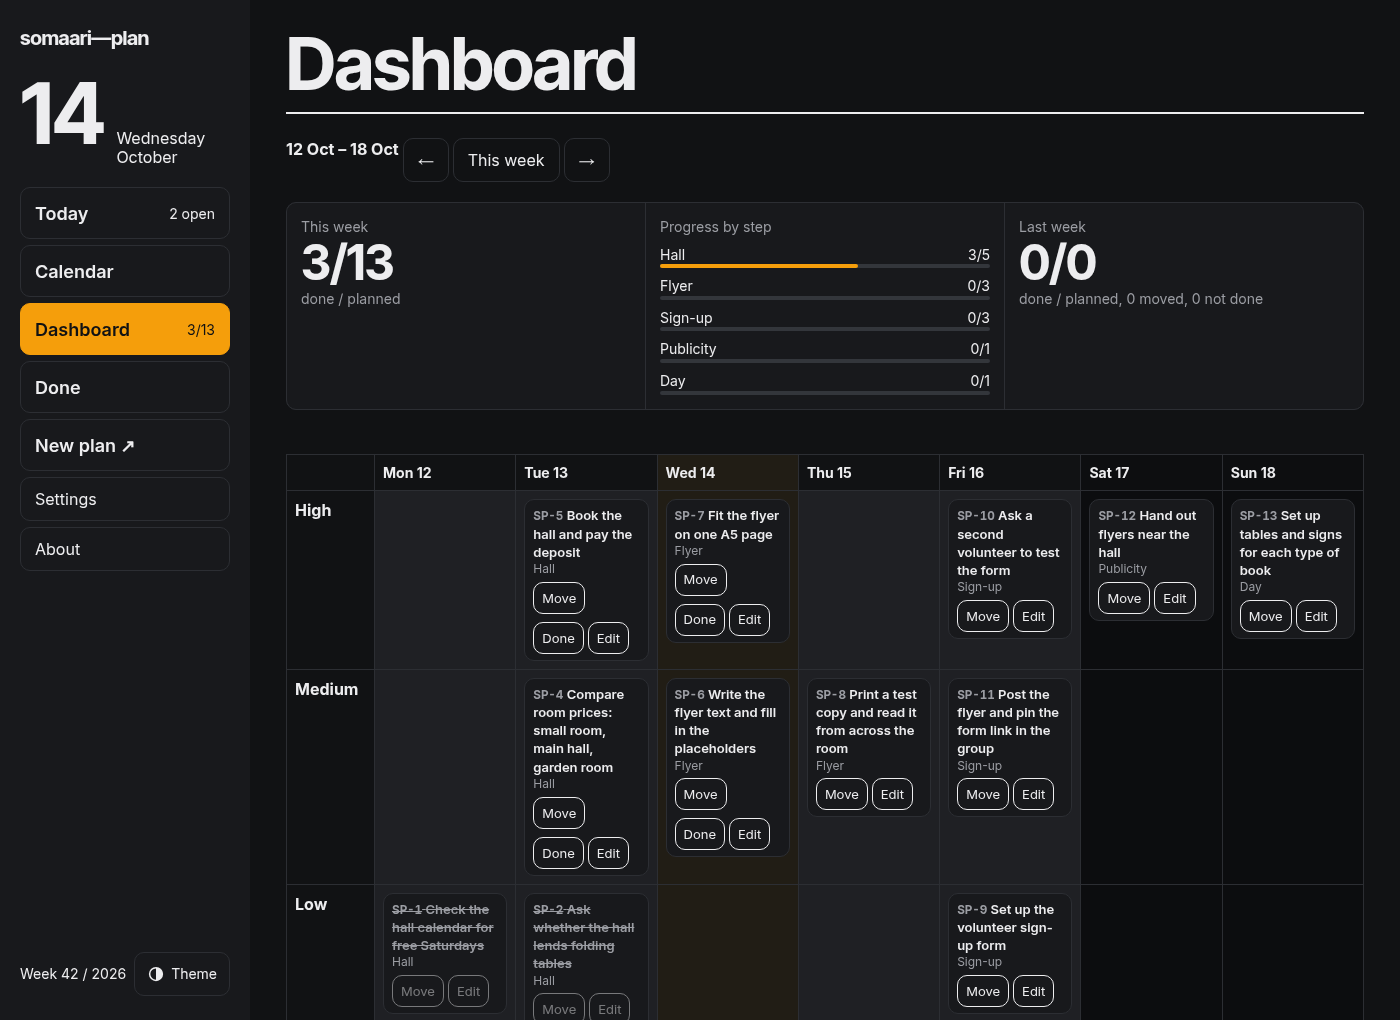 somaari—plan
14
Wednesday
October
Today 2 open
Calendar
Dashboard 3/13
Done
New plan ↗
Settings
About
Week 42 / 2026 Theme
Dashboard
12 Oct – 18 Oct ← This week →
This week
3/13
done / planned
Progress by step
Hall 3/5
Flyer 0/3
Sign-up 0/3
Publicity 0/1
Day 0/1
Last week
0/0
done / planned, 0 moved, 0 not done
Mon 12 Tue 13 Wed 14 Thu 15 Fri 16 Sat 17 Sun 18
High
SP-5 Book the
hall and pay the
deposit
Hall
Move
Done Edit
SP-7 Fit the flyer
on one A5 page
Flyer
Move
Done Edit
SP-10 Ask a
second
volunteer to test
the form
Sign-up
Move Edit
SP-12 Hand out
flyers near the
hall
Publicity
Move Edit
SP-13 Set up
tables and signs
for each type of
book
Day
Move Edit
Medium
SP-4 Compare
room prices:
small room,
main hall,
garden room
Hall
Move
Done Edit
SP-6 Write the
flyer text and fill
in the
placeholders
Flyer
Move
Done Edit
SP-8 Print a test
copy and read it
from across the
room
Flyer
Move Edit
SP-11 Post the
flyer and pin the
form link in the
group
Sign-up
Move Edit
Low
SP-1 Check the
hall calendar for
free Saturdays
Hall
Move Edit
SP-2 Ask
whether the hall
lends folding
tables
Hall
Move Edit
SP-9 Set up the
volunteer sign-
up form
Sign-up
Move Edit